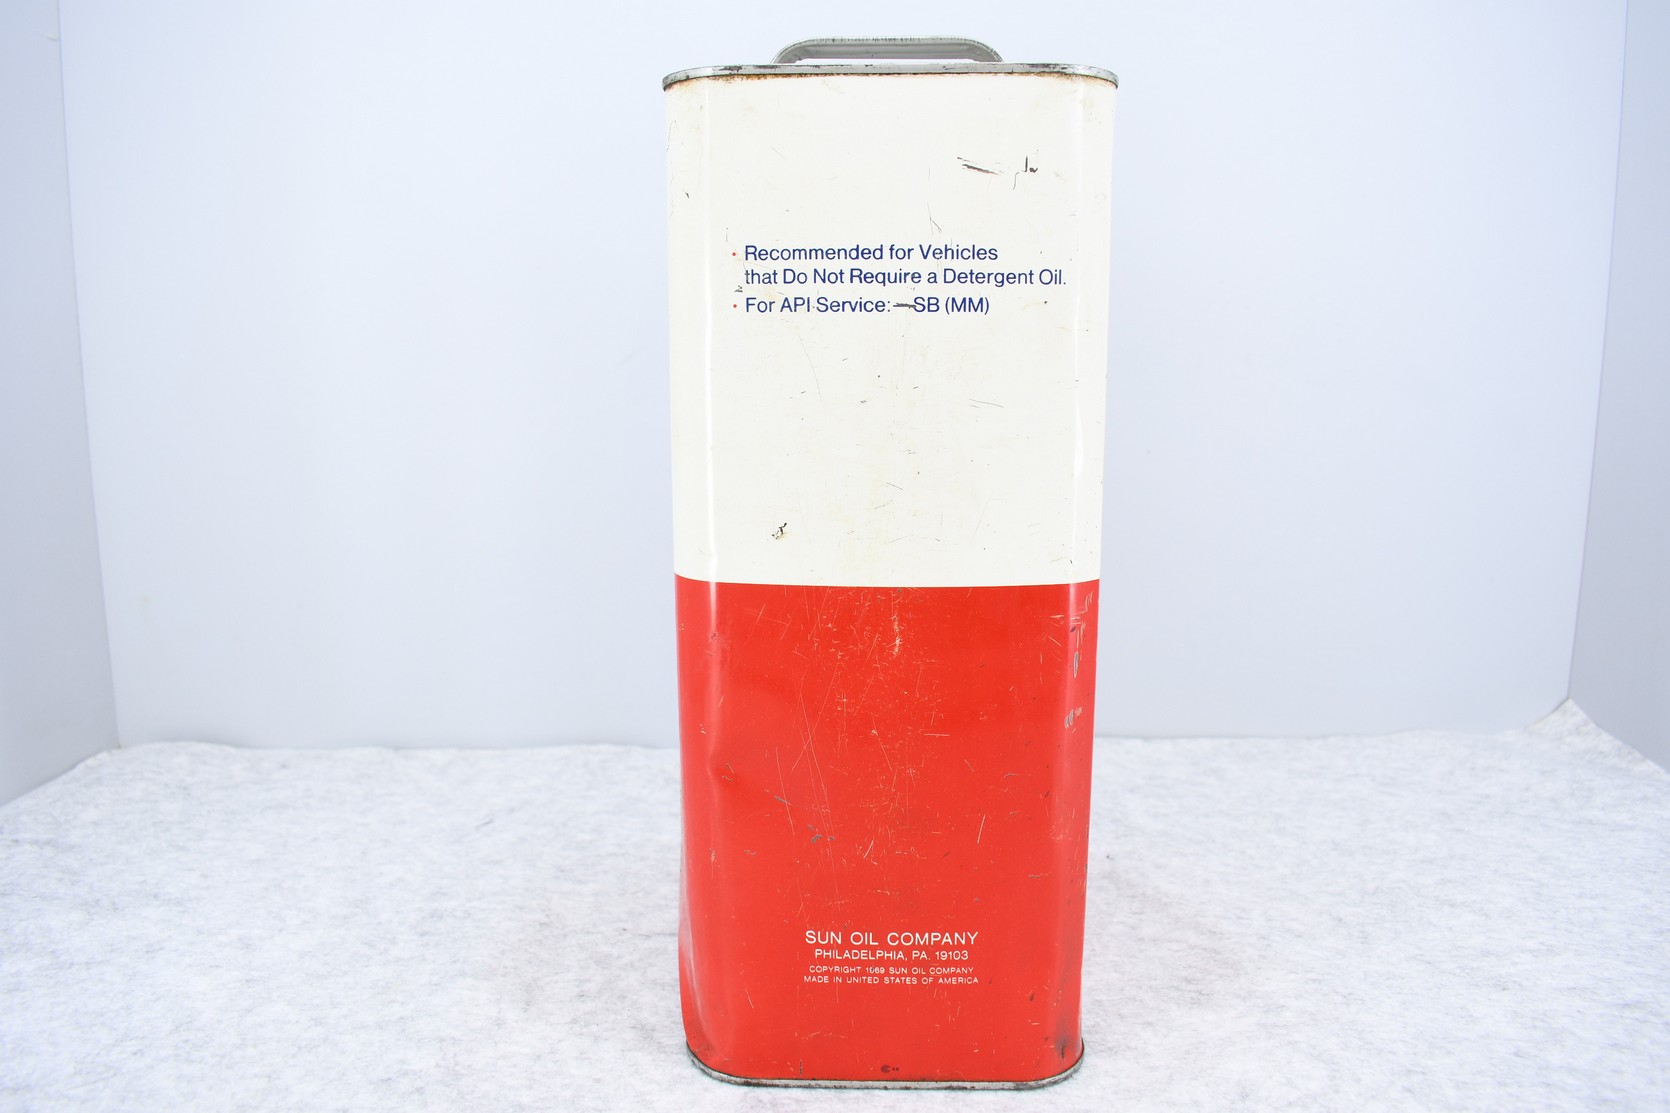 • Recommended for Vehicles
that Do Not Require a Detergent Oil.
• For API Service: SB (MM)
SUN OIL COMPANY
PHILADELPHIA, PA. 19103
COPYRIGHT 1969 SUN OIL COMPANY
MADE IN UNITED STATES OF AMERICA